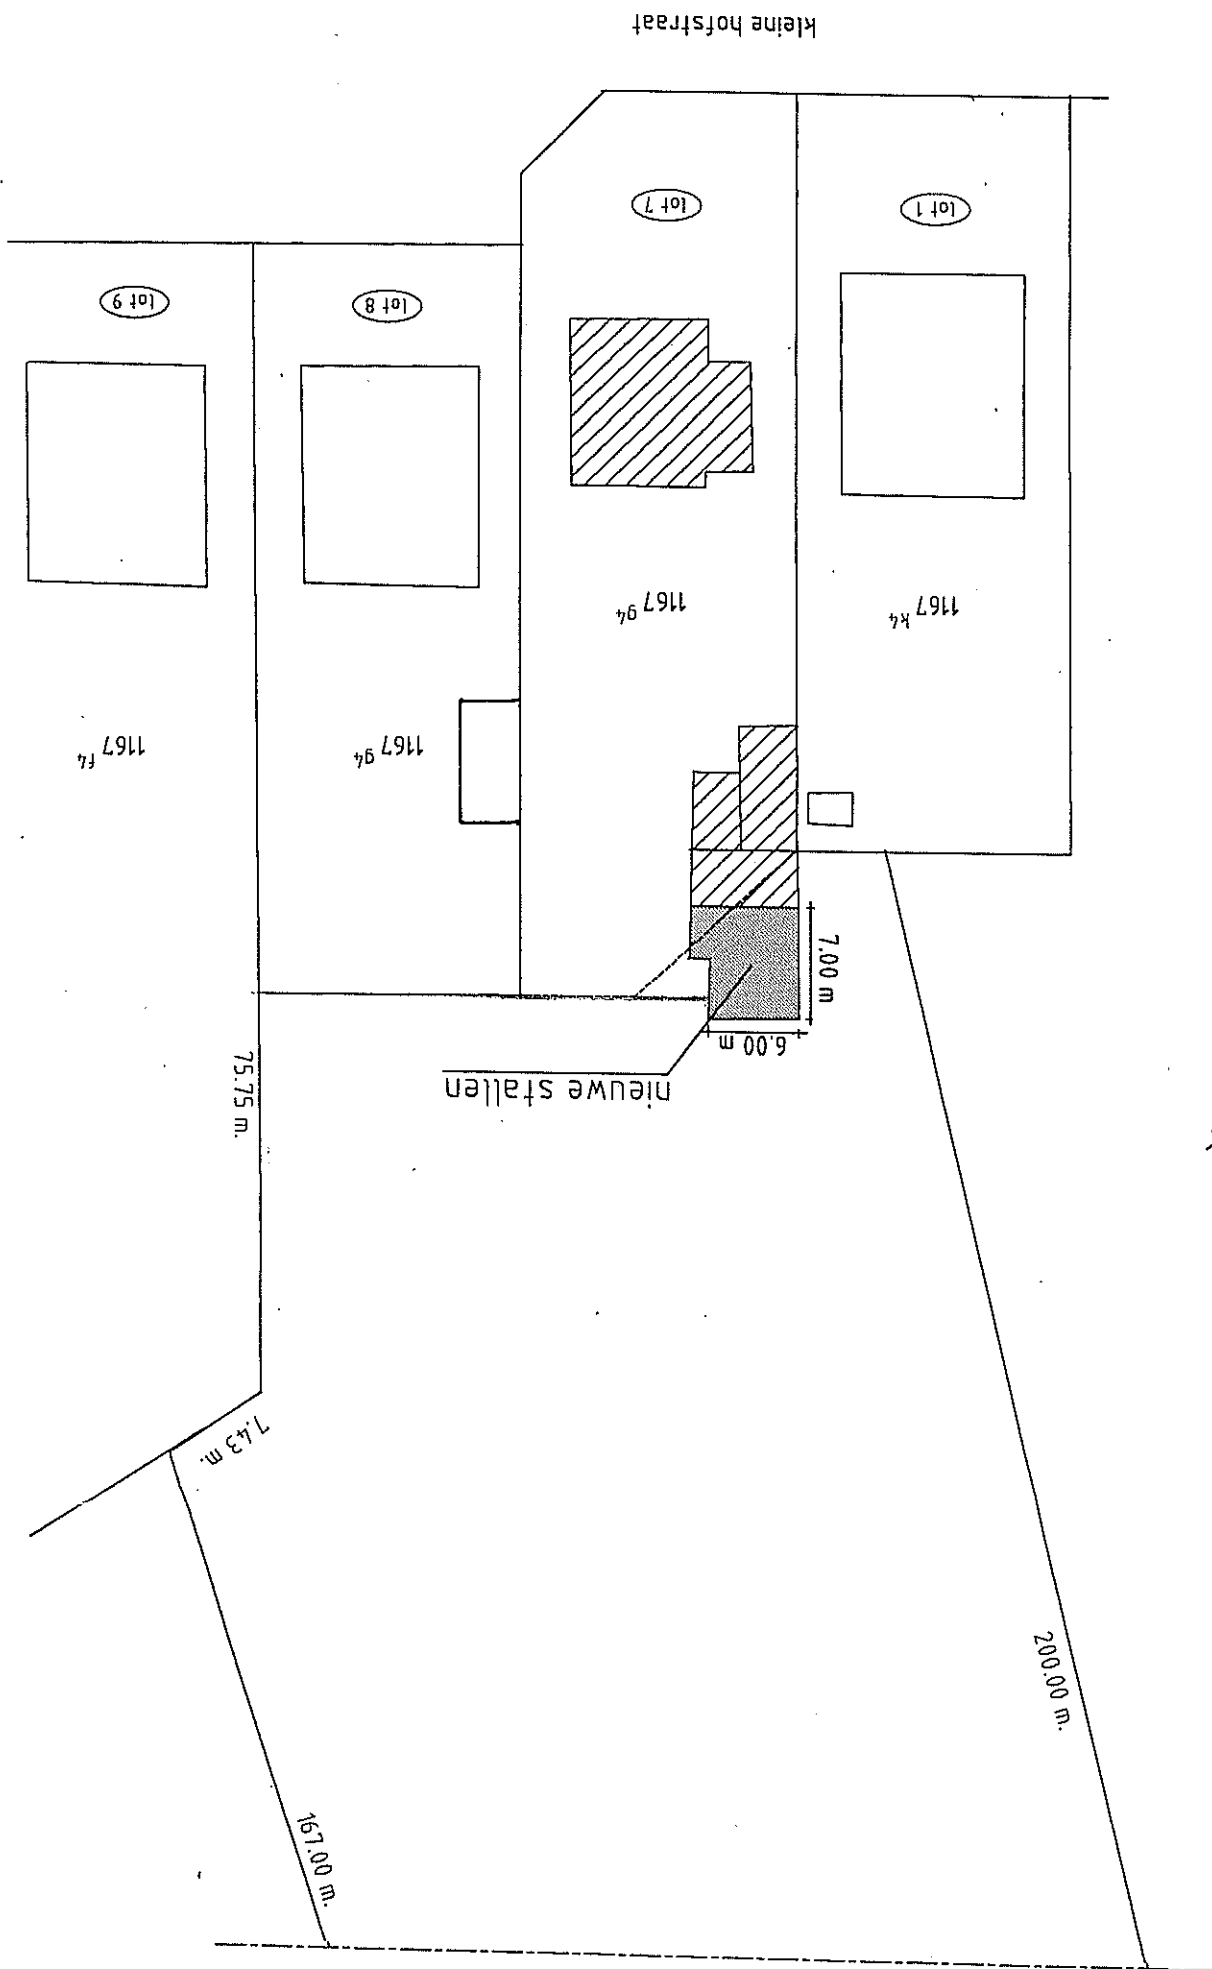 167.00 m.
200.00 m.
7,43 m.
75.75 m.
nieuwe stallen
6.00 m
7.00 m
1167 g4
1167 f4
1167 k4
1167 g4
lot 8
lot 9
lot 1
lot 7
kleine hofstraat